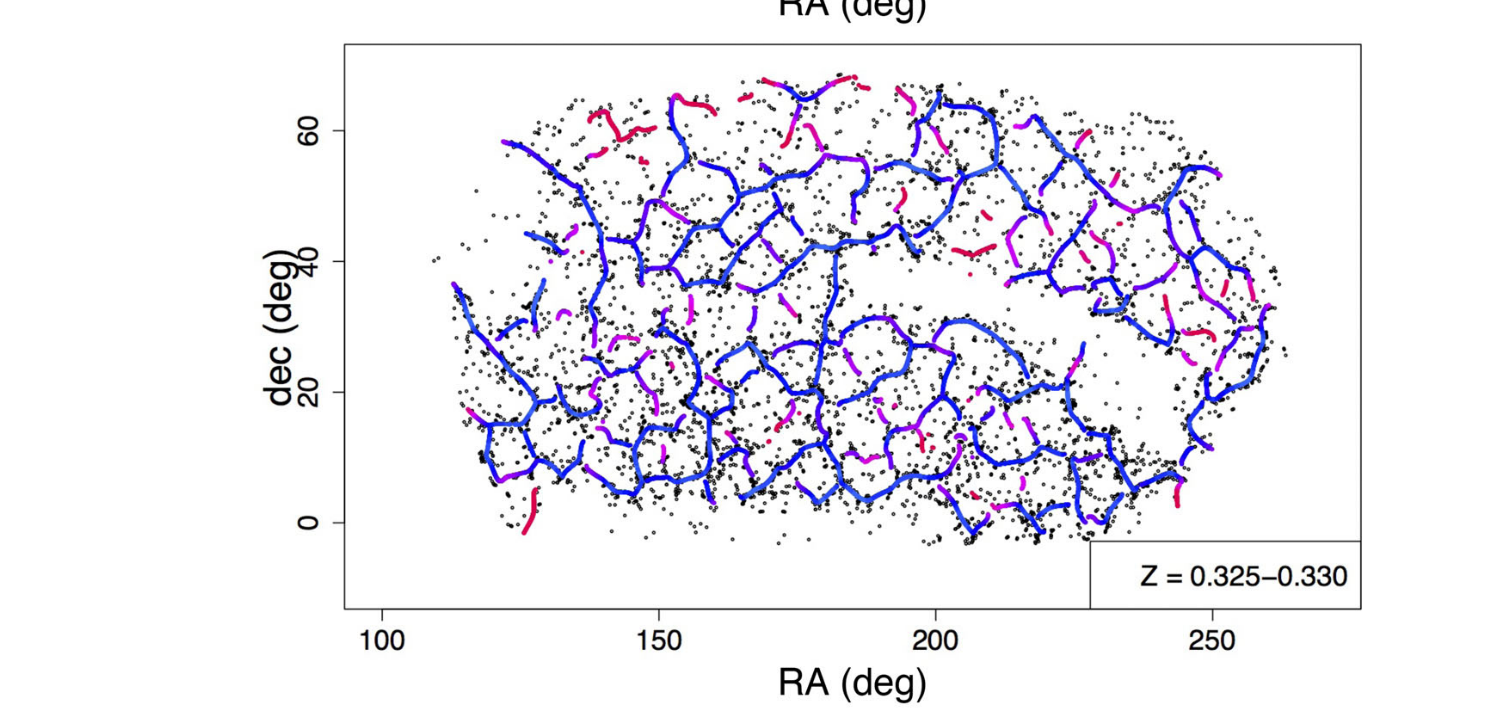 RA (deg)
60
40
20
0
dec (deg)
Z = 0.325−0.330
100 150 200 250
RA (deg)